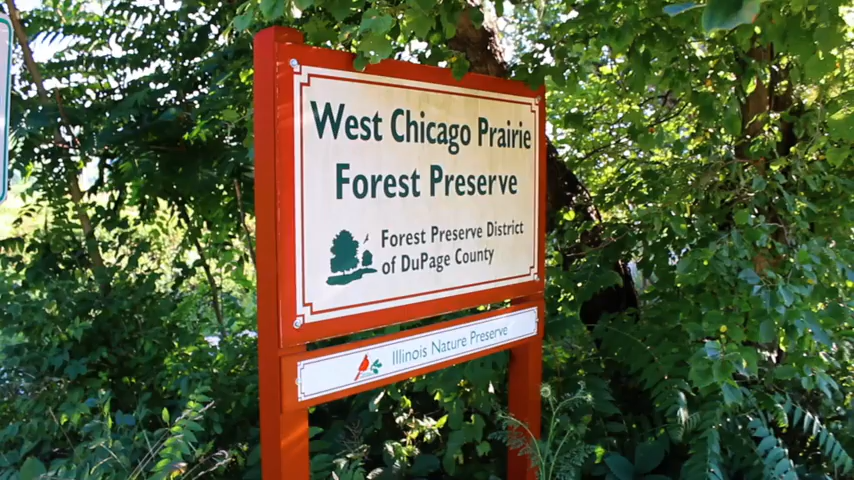 West Chicago Prairie
Forest Preserve
Forest Preserve District
of DuPage County
Illinois Nature Preserve